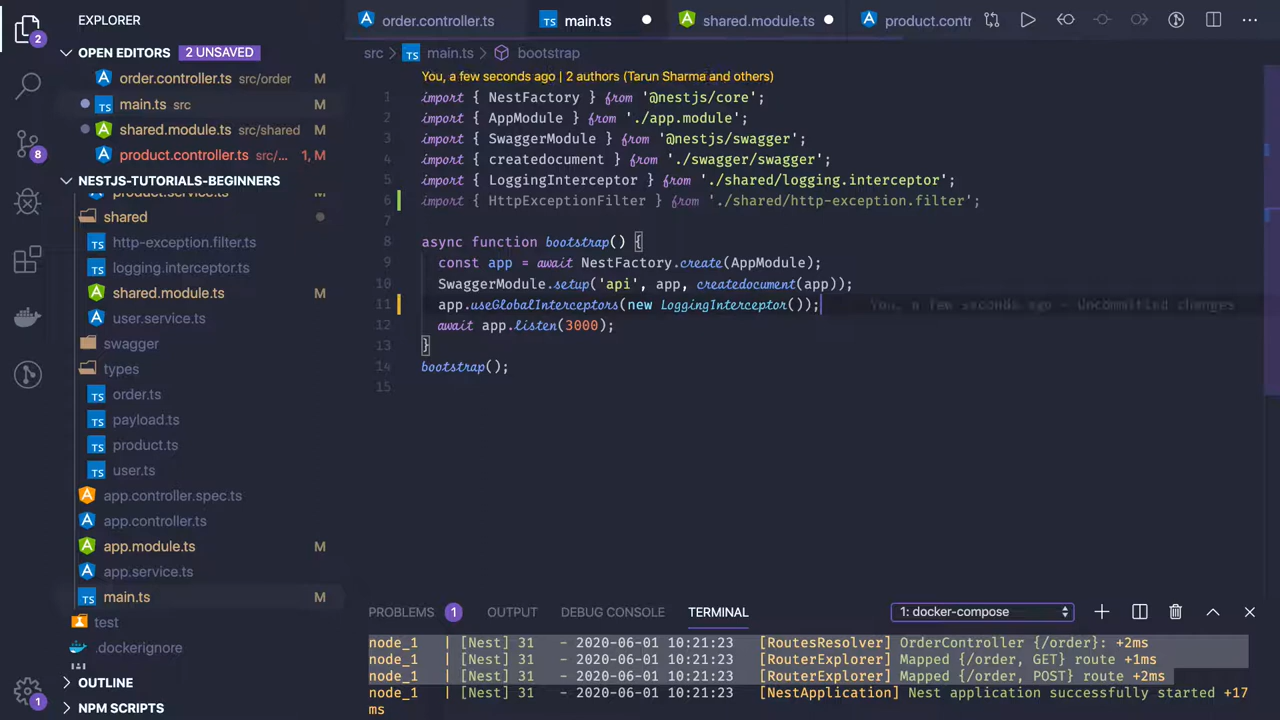 EXPLORER
OPEN EDITORS 2 UNSAVED
order.controller.ts src/order M
main.ts src
shared.module.ts src/shared M
product.controller.ts src/... 1, M
NESTJS-TUTORIALS-BEGINNERS
product.service.ts
shared
http-exception.filter.ts
logging.interceptor.ts
shared.module.ts M
user.service.ts
swagger
types
order.ts
payload.ts
product.ts
user.ts
app.controller.spec.ts
app.controller.ts
app.module.ts M
app.service.ts
main.ts M
test
.dockerignore
OUTLINE
NPM SCRIPTS
2
8
1
order.controller.ts
main.ts
shared.module.ts
product.contr
src > main.ts > bootstrap
You, a few seconds ago | 2 authors (Tarun Sharma and others)
1 import { NestFactory } from '@nestjs/core';
2 import { AppModule } from './app.module';
3 import { SwaggerModule } from '@nestjs/swagger';
4 import { createdocument } from './swagger/swagger';
5 import { LoggingInterceptor } from './shared/logging.interceptor';
6 import { HttpExceptionFilter } from './shared/http-exception.filter';
7
8 async function bootstrap() {
9 const app = await NestFactory.create(AppModule);
10 SwaggerModule.setup('api', app, createdocument(app));
11 app.useGlobalInterceptors(new LoggingInterceptor()); You, a few seconds ago • Uncommitted changes
12 await app.listen(3000);
13 }
14 bootstrap();
15
PROBLEMS 1 OUTPUT DEBUG CONSOLE TERMINAL 1: docker-compose
node_1 | [Nest] 31 - 2020-06-01 10:21:23 [RoutesResolver] OrderController {/order}: +2ms
node_1 | [Nest] 31 - 2020-06-01 10:21:23 [RouterExplorer] Mapped {/order, GET} route +1ms
node_1 | [Nest] 31 - 2020-06-01 10:21:23 [RouterExplorer] Mapped {/order, POST} route +2ms
node_1 | [Nest] 31 - 2020-06-01 10:21:23 [NestApplication] Nest application successfully started +17
ms